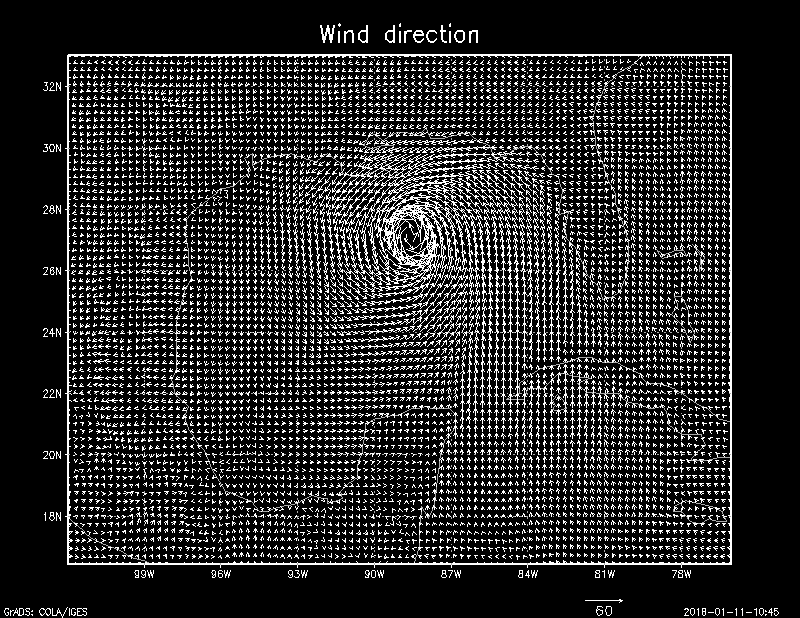 Wind direction
32N
30N
28N
26N
24N
22N
20N
18N
99W 96W 93W 90W 87W 84W 81W 78W
60
GrADS: COLA/IGES 2018-01-11-10:45